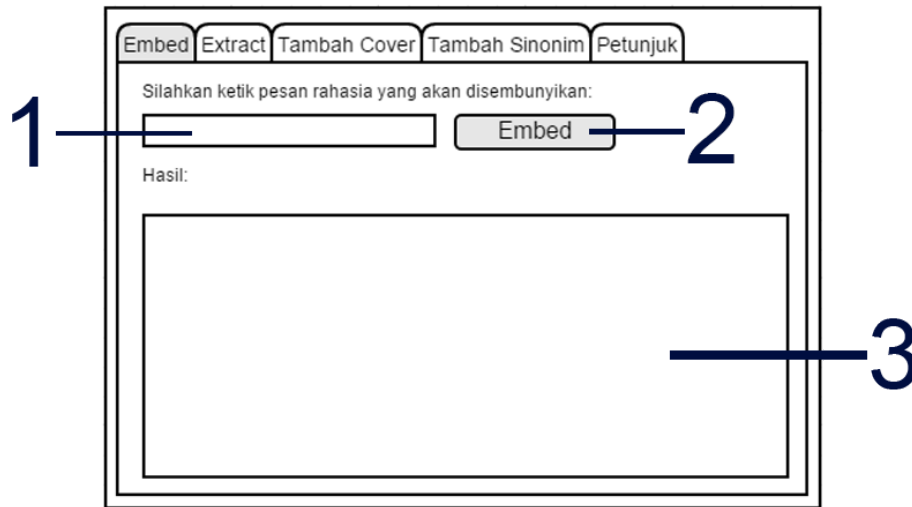 Embed Extract Tambah Cover Tambah Sinonim Petunjuk
Silahkan ketik pesan rahasia yang akan disembunyikan:
1 Embed 2
Hasil:
3